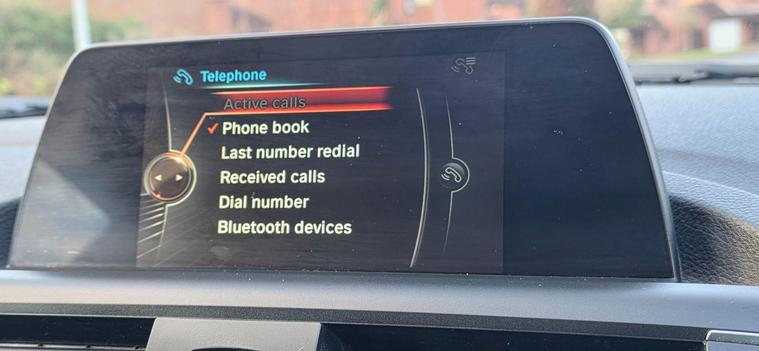 Telephone
Active calls
Phone book
Last number redial
Received calls
Dial number
Bluetooth devices